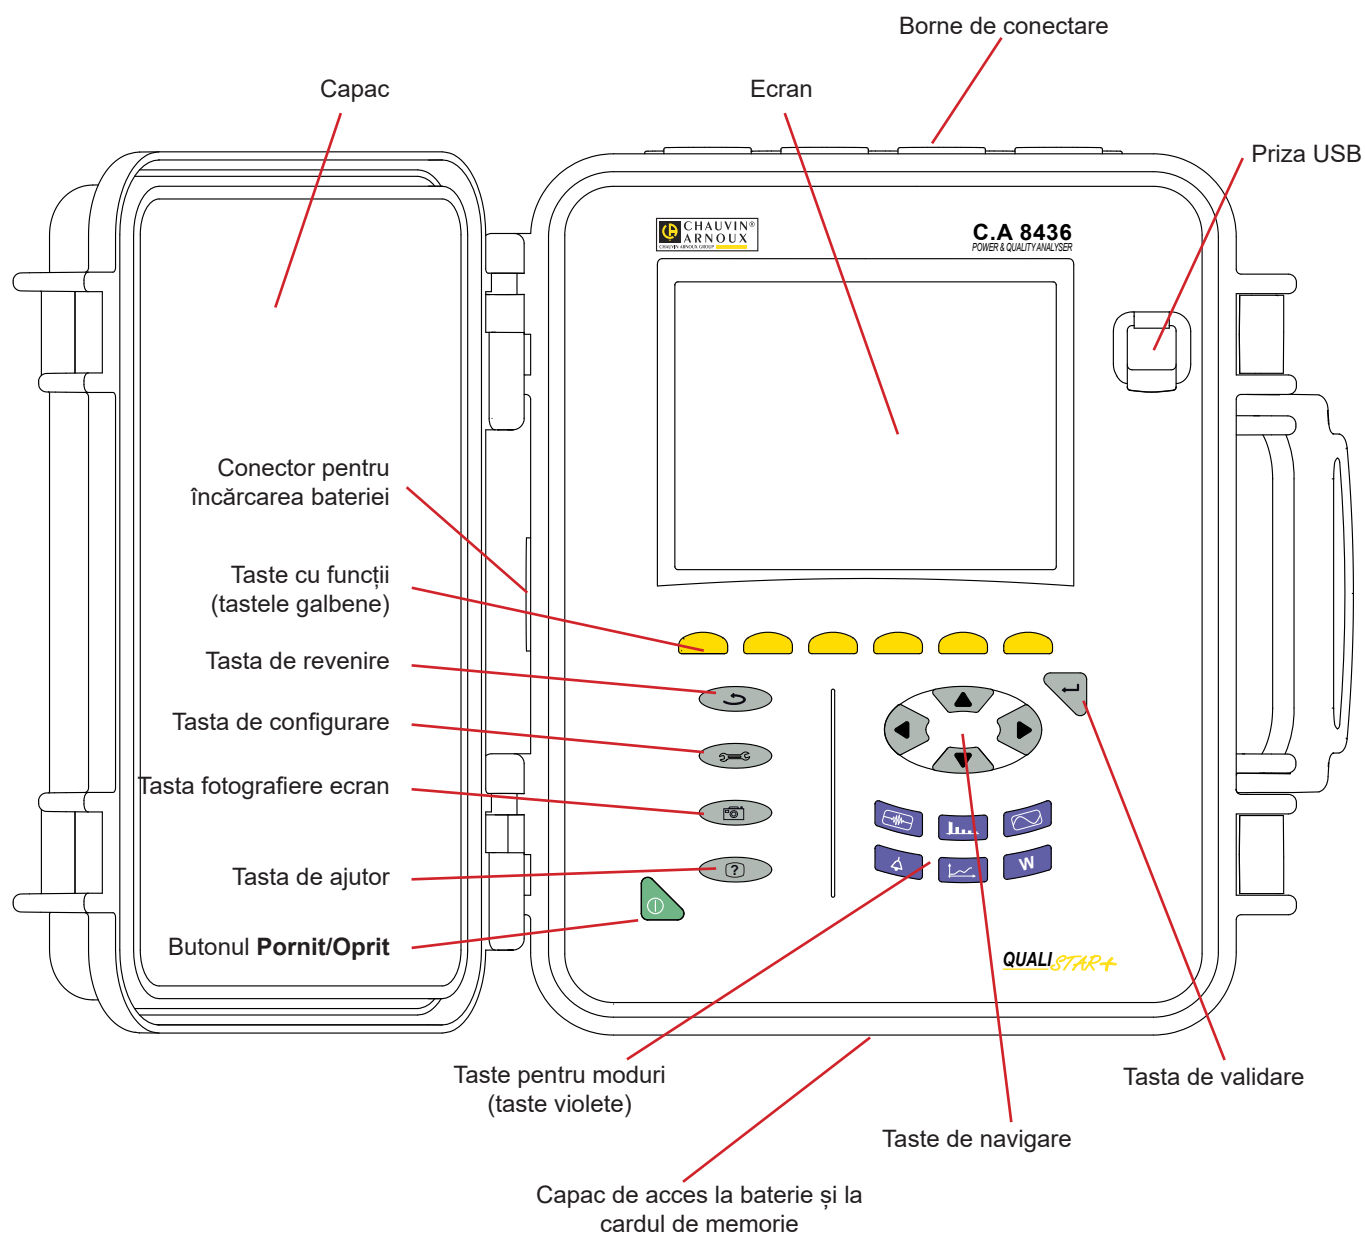 Borne de conectare
Capac
Ecran
Priza USB
CHAUVIN®
ARNOUX
CHAUVIN ARNOUX GROUP
C.A 8436
POWER & QUALITY ANALYSER
Conector pentru
încărcarea bateriei
Taste cu funcții
(tastele galbene)
Tasta de revenire
Tasta de configurare
Tasta fotografiere ecran
Tasta de ajutor
?
W
Butonul Pornit/Oprit
QUALISTAR+
Taste pentru moduri
(taste violete)
Tasta de validare
Taste de navigare
Capac de acces la baterie și la
cardul de memorie